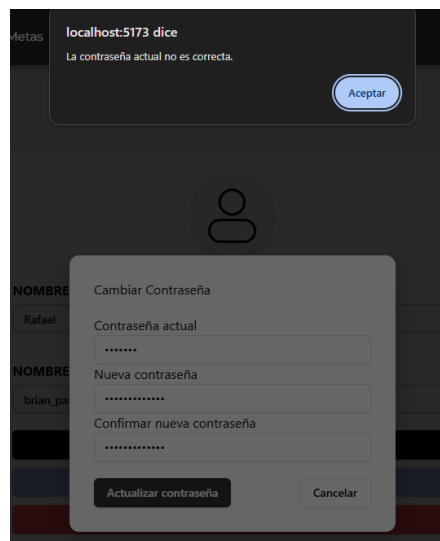 Metas
localhost:5173 dice
La contraseña actual no es correcta.
Aceptar
NOMBRE
Rafael
NOMBRE
Cambiar Contraseña
Contraseña actual
•••••••
Nueva contraseña
•••••••••••••
Confirmar nueva contraseña
•••••••••••••
Actualizar contraseña
Cancelar